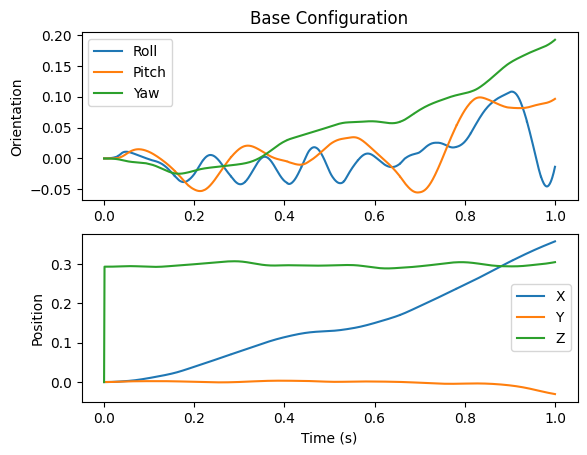 Base Configuration
Orientation
0.20
0.15
0.10
0.05
0.00
−0.05
Roll
Pitch
Yaw
0.0 0.2 0.4 0.6 0.8 1.0
Position
0.3
0.2
0.1
0.0
X
Y
Z
0.0 0.2 0.4 0.6 0.8 1.0
Time (s)